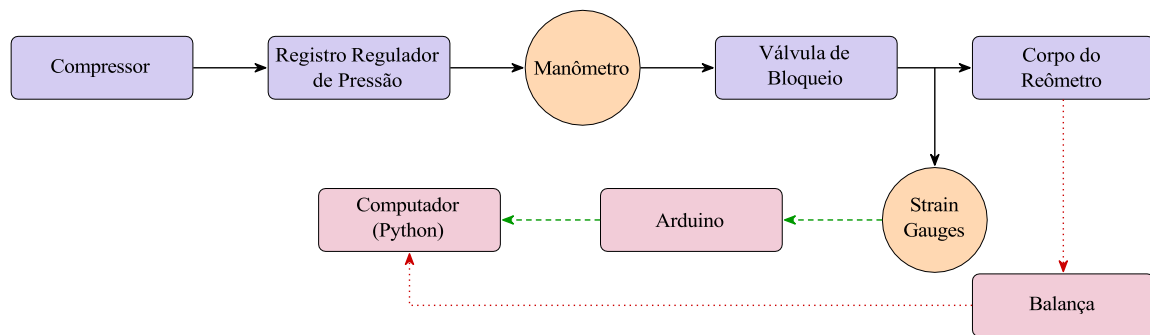 Compressor
Registro Regulador
de Pressão
Manômetro
Válvula de
Bloqueio
Corpo do
Reômetro
Computador
(Python)
Arduino
Strain
Gauges
Balança